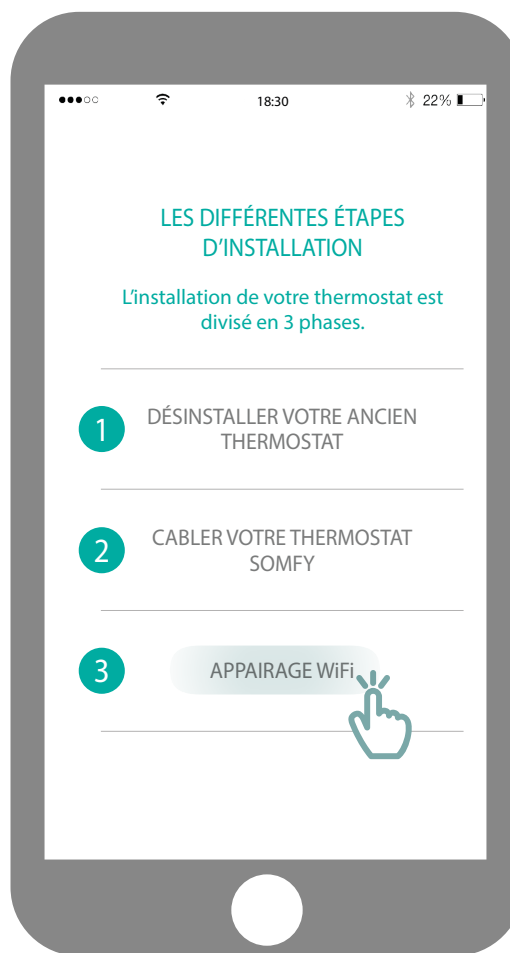 18:30
22%
LES DIFFÉRENTES ÉTAPES
D’INSTALLATION
L’installation de votre thermostat est
divisé en 3 phases.
1
DÉSINSTALLER VOTRE ANCIEN
THERMOSTAT
2
CABLER VOTRE THERMOSTAT
SOMFY
3
APPAIRAGE WiFi